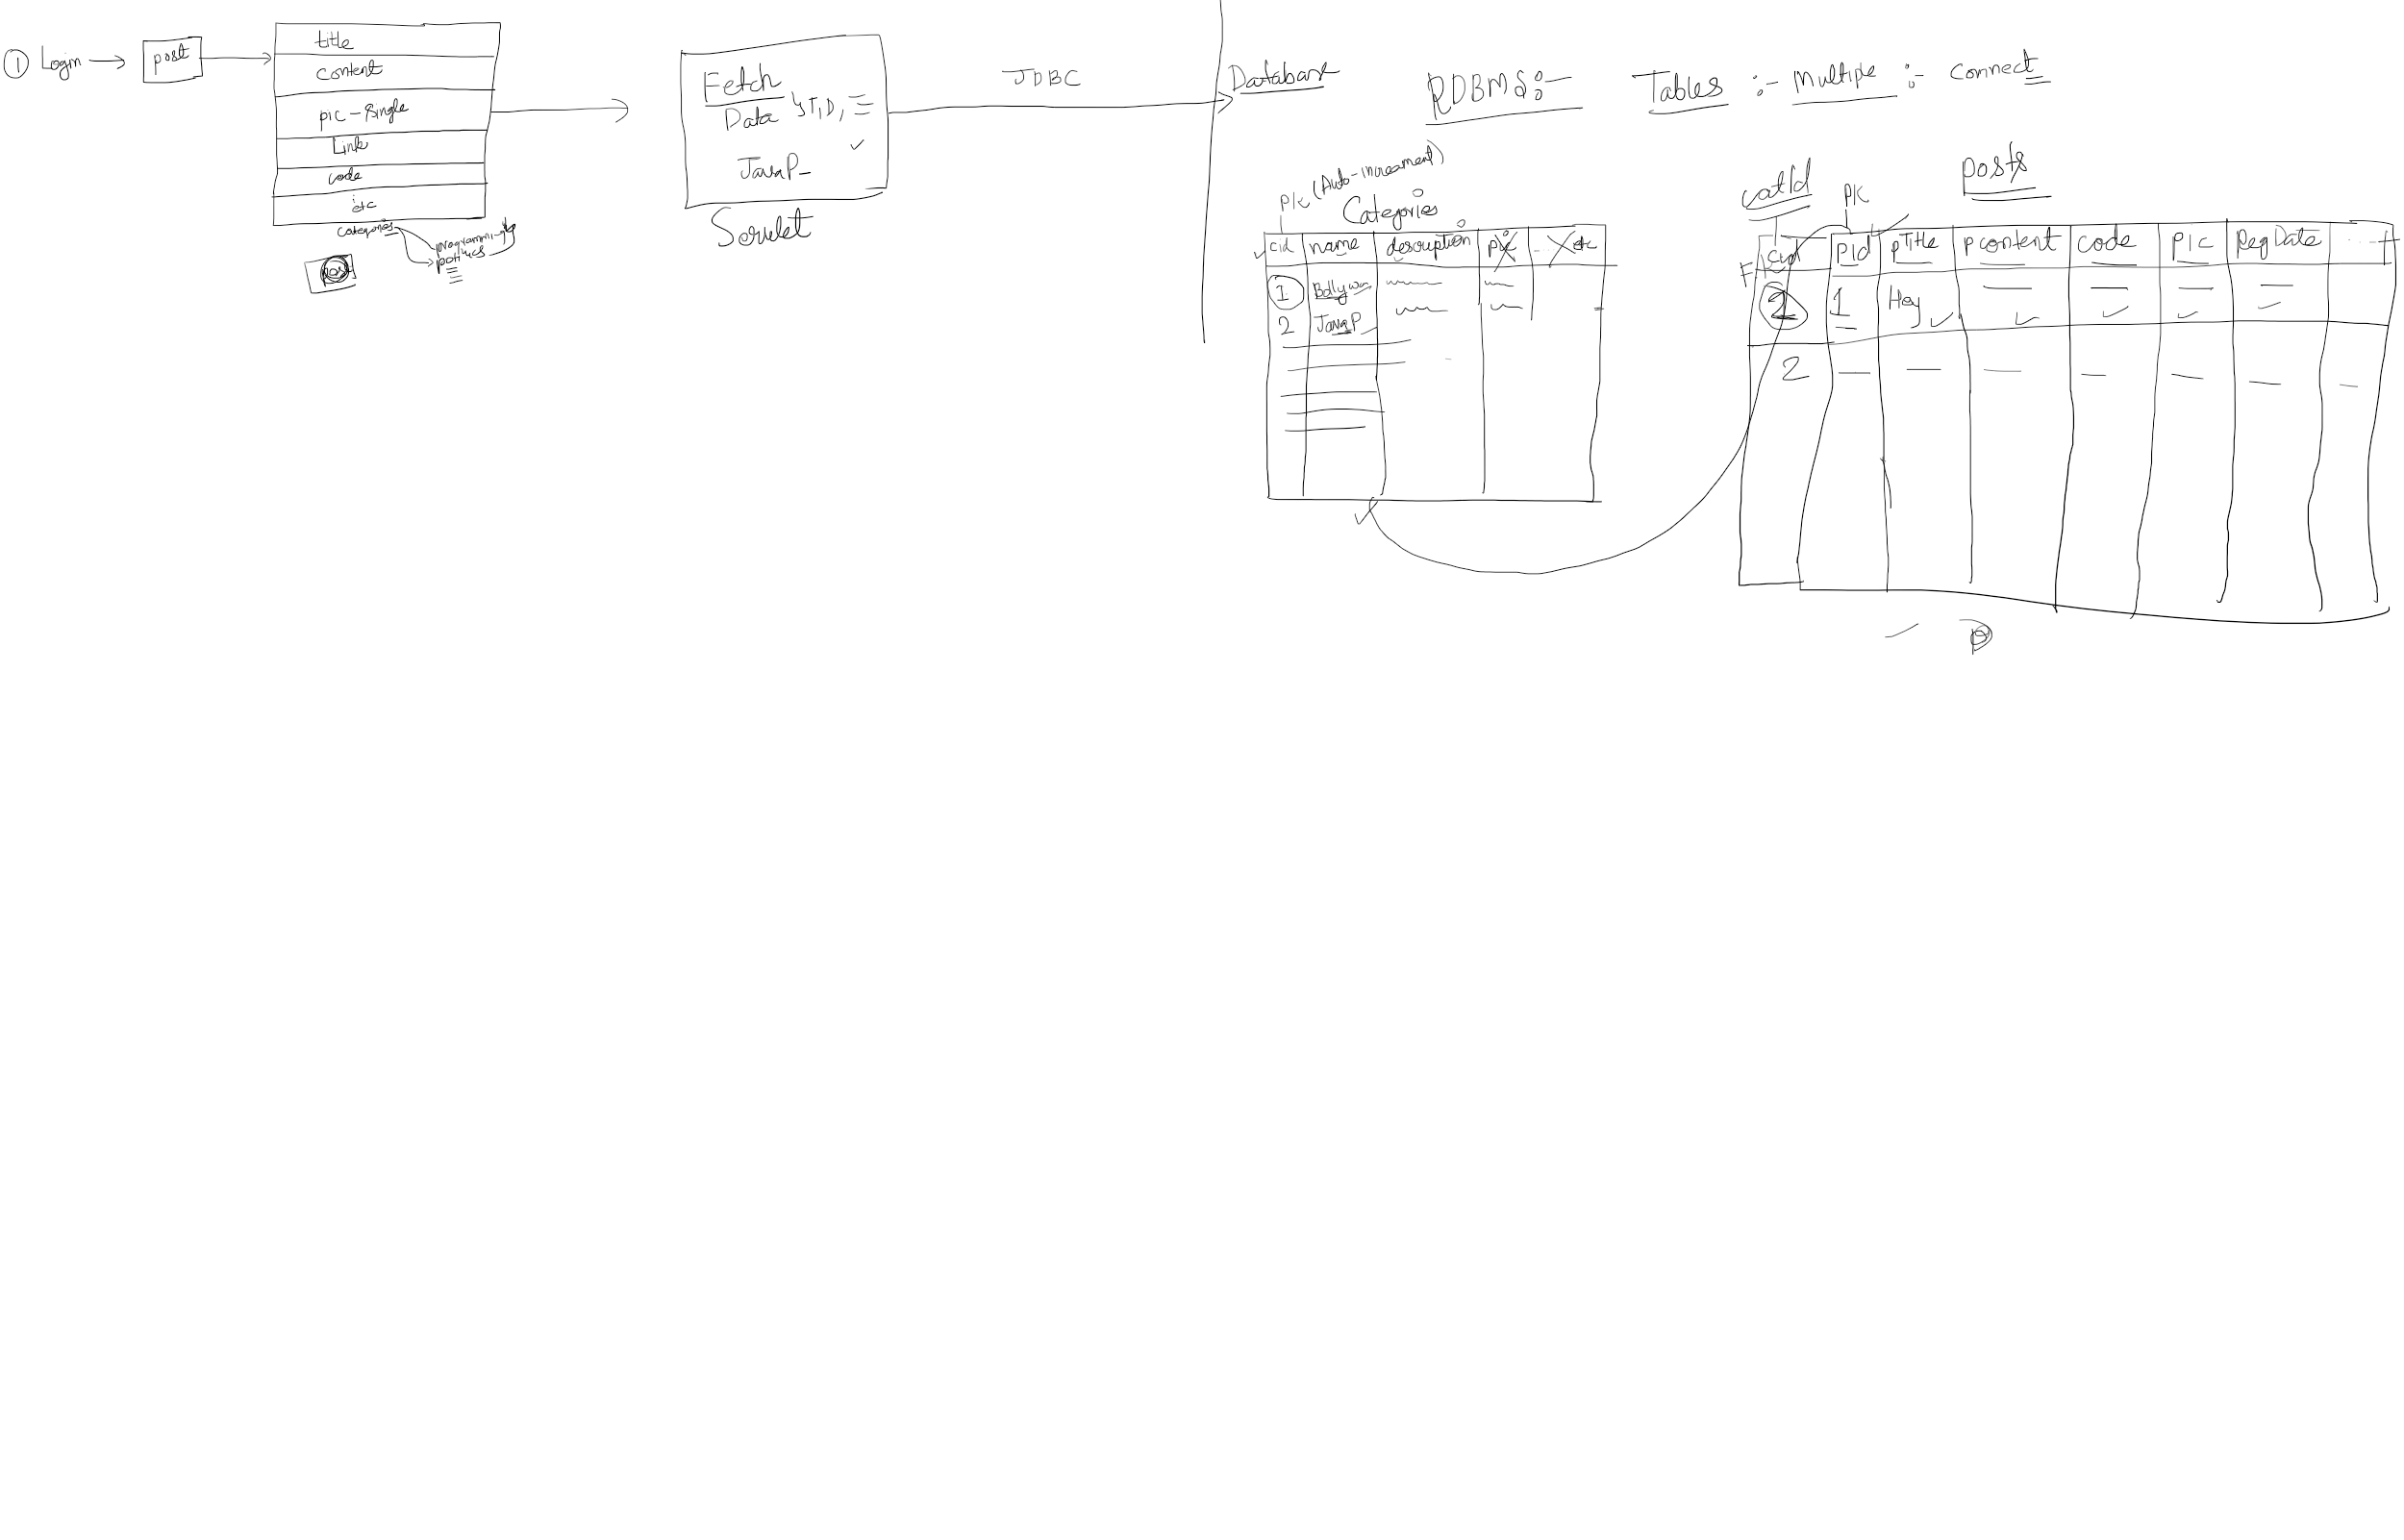 ① Login → post
title
content
pic-single
Link
code
etc
categories
programming
politics
post
Fetch
Data T, D,
JavaP
Servlet
JDBC
Database
RDBMS:- Tables :- Multiple :- Connect
PK (Auto-increament)
Categories
cid name description pic etc
1 Bollywo
2 JavaP
catId PK posts
FK cid pId pTitle pcontent code pic RegDate ....
2 1 Hey
2
P